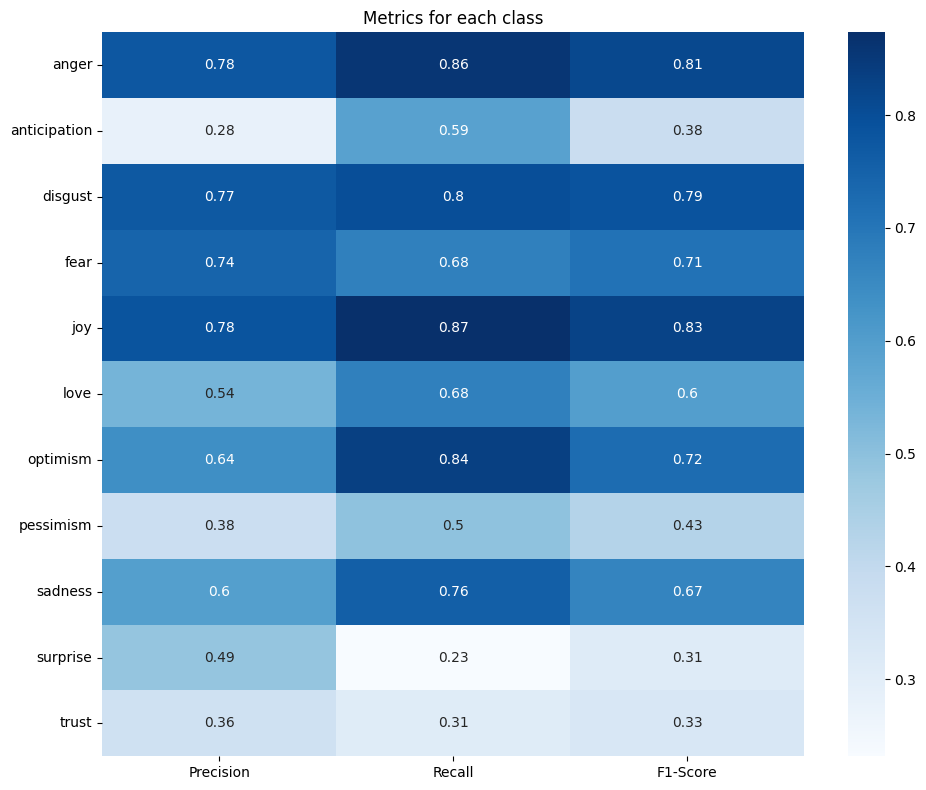 Metrics for each class
anger 0.78 0.86 0.81
anticipation 0.28 0.59 0.38
disgust 0.77 0.8 0.79
fear 0.74 0.68 0.71
joy 0.78 0.87 0.83
love 0.54 0.68 0.6
optimism 0.64 0.84 0.72
pessimism 0.38 0.5 0.43
sadness 0.6 0.76 0.67
surprise 0.49 0.23 0.31
trust 0.36 0.31 0.33
Precision Recall F1-Score
0.8
0.7
0.6
0.5
0.4
0.3